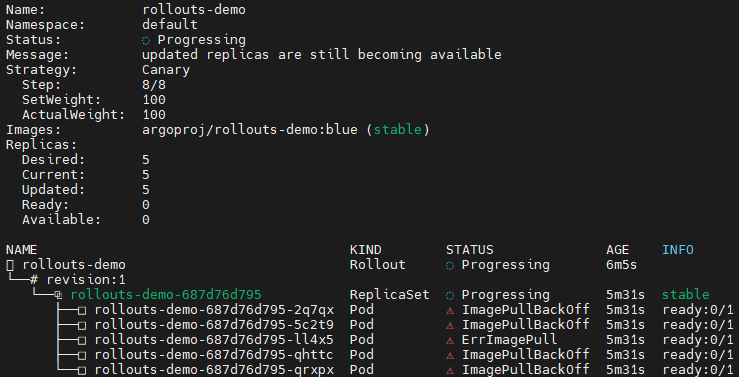 Name:            rollouts-demo
Namespace:       default
Status:          ◌ Progressing
Message:         updated replicas are still becoming available
Strategy:        Canary
  Step:          8/8
  SetWeight:     100
  ActualWeight:  100
Images:          argoproj/rollouts-demo:blue (stable)
Replicas:
  Desired:       5
  Current:       5
  Updated:       5
  Ready:         0
  Available:     0
NAME                                       KIND        STATUS              AGE    INFO
rollouts-demo                            Rollout     ◌ Progressing       6m5s
└──# revision:1
   └──⧉ rollouts-demo-687d76d795           ReplicaSet  ◌ Progressing       5m31s  stable
      ├──□ rollouts-demo-687d76d795-2q7qx  Pod         ⚠ ImagePullBackOff  5m31s  ready:0/1
      ├──□ rollouts-demo-687d76d795-5c2t9  Pod         ⚠ ImagePullBackOff  5m31s  ready:0/1
      ├──□ rollouts-demo-687d76d795-ll4x5  Pod         ⚠ ErrImagePull      5m31s  ready:0/1
      ├──□ rollouts-demo-687d76d795-qhttc  Pod         ⚠ ImagePullBackOff  5m31s  ready:0/1
      └──□ rollouts-demo-687d76d795-qrxpx  Pod         ⚠ ImagePullBackOff  5m31s  ready:0/1